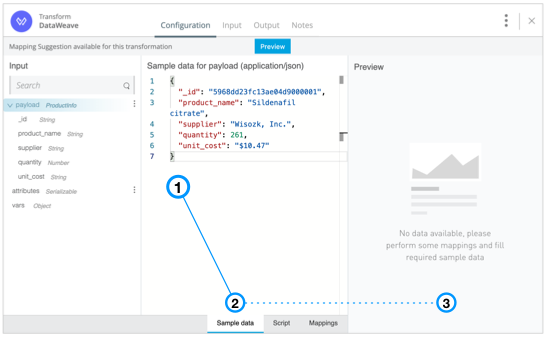 Transform
DataWeave
Configuration Input Output Notes
Mapping Suggestion available for this transformation Preview
Input
Search
payload ProductInfo
_id String
product_name String
supplier String
quantity Number
unit_cost String
attributes Serializable
vars Object
Sample data for payload (application/json)
1 {
2 "_id": "5968dd23fc13ae04d9000001",
3 "product_name": "Sildenafil
citrate",
4 "supplier": "Wisozk, Inc.",
5 "quantity": 261,
6 "unit_cost": "$10.47"
7 }
1
2
3
Sample data Script Mappings
Preview
No data available, please
perform some mappings and fill
required sample data